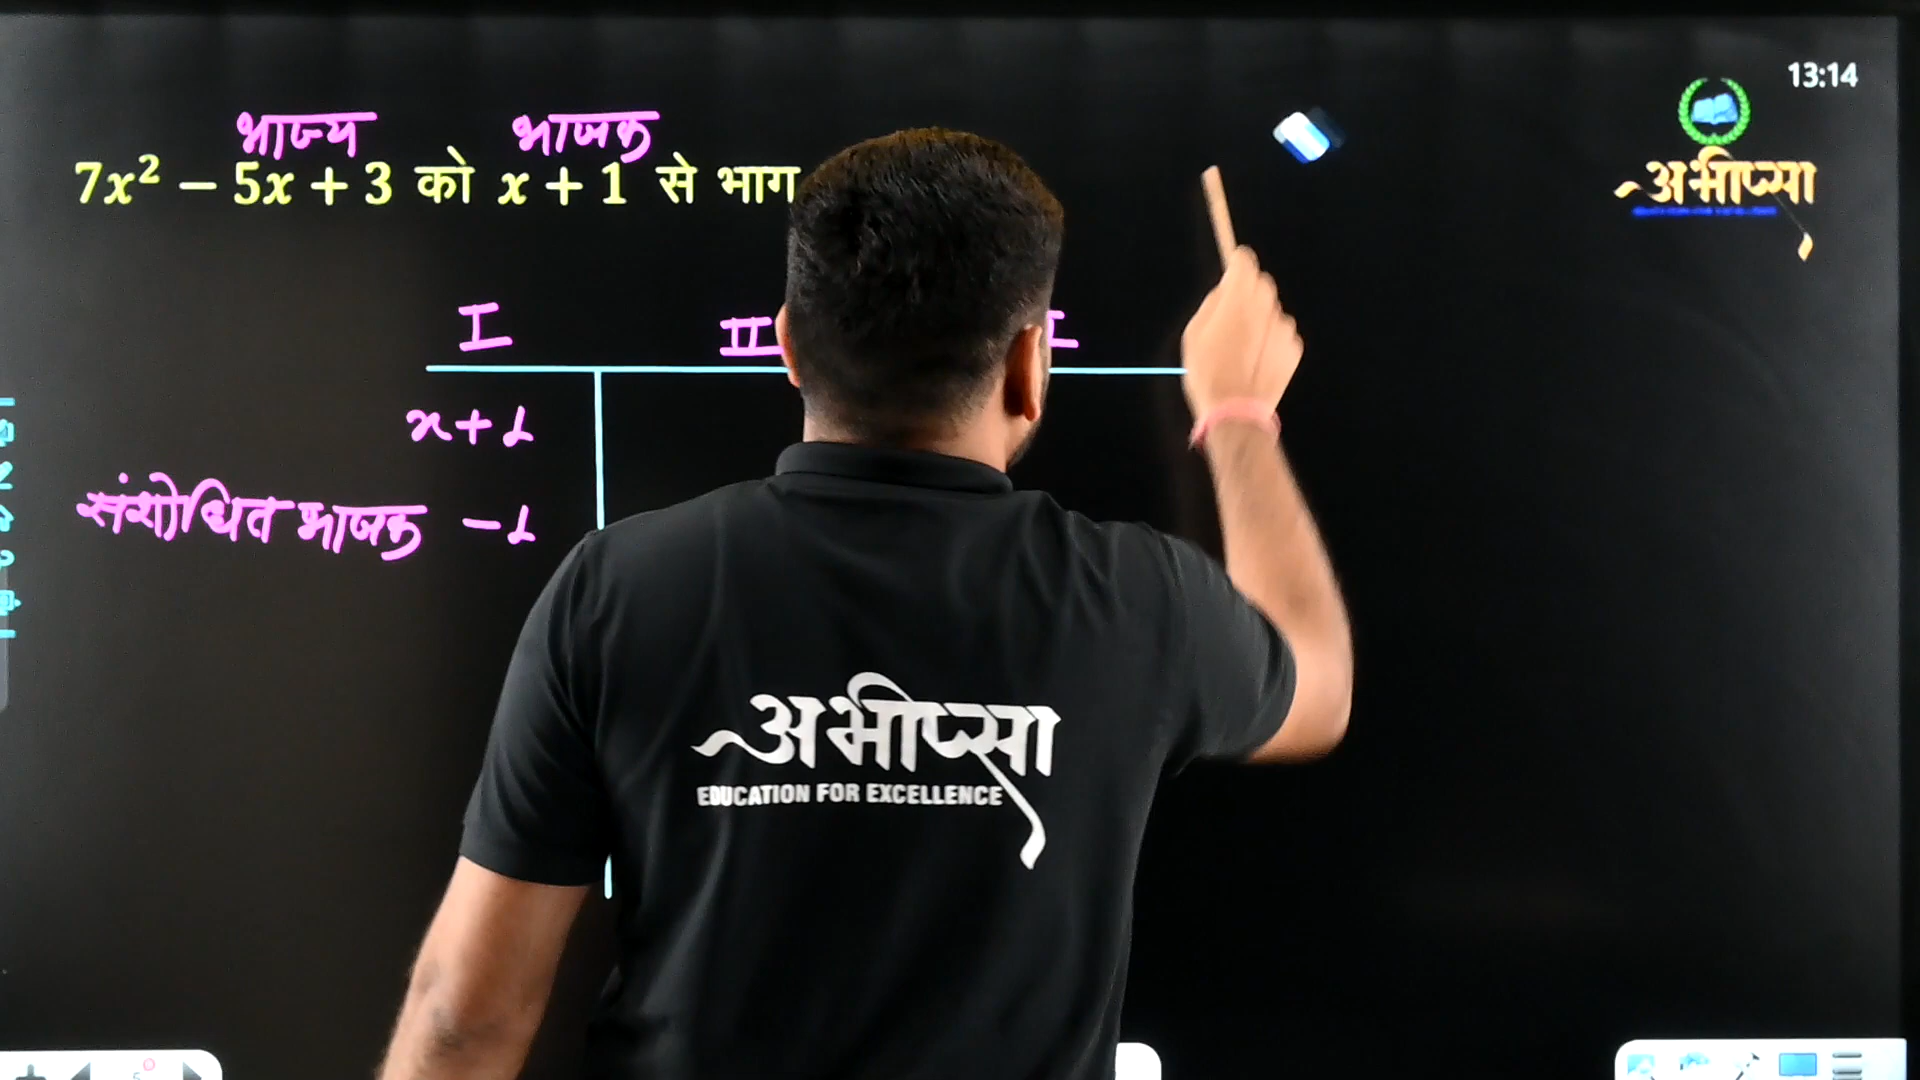 13:14
भाज्य भाजक
7x² − 5x + 3 को x + 1 से भाग
अभीप्सा
I II
x+1
संशोधित भाजक −1
अभीप्सा
EDUCATION FOR EXCELLENCE